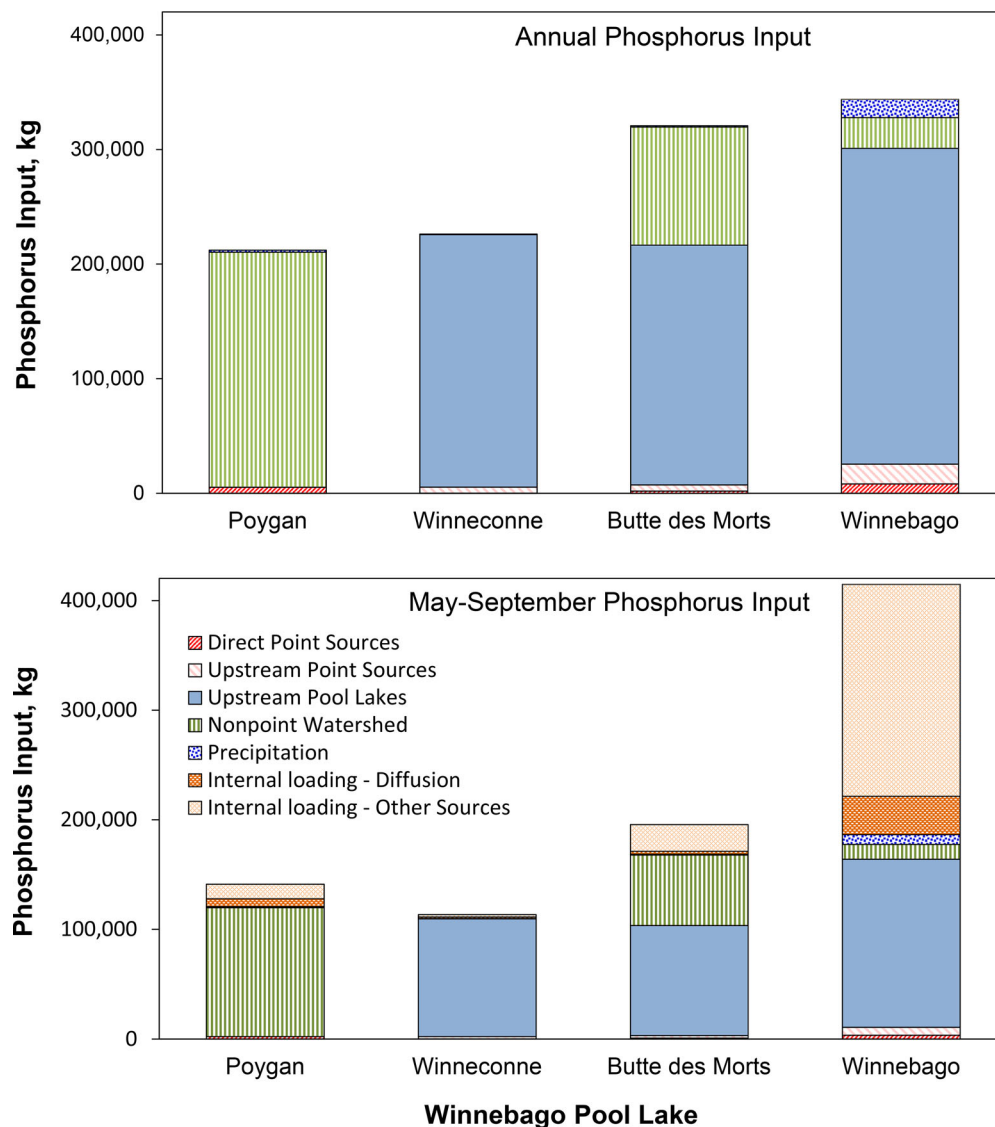 Annual Phosphorus Input
Phosphorus Input, kg
400,000
300,000
200,000
100,000
0
Poygan
Winneconne
Butte des Morts
Winnebago
May-September Phosphorus Input
Phosphorus Input, kg
400,000
300,000
200,000
100,000
0
Direct Point Sources
Upstream Point Sources
Upstream Pool Lakes
Nonpoint Watershed
Precipitation
Internal loading - Diffusion
Internal loading - Other Sources
Poygan
Winneconne
Butte des Morts
Winnebago
Winnebago Pool Lake